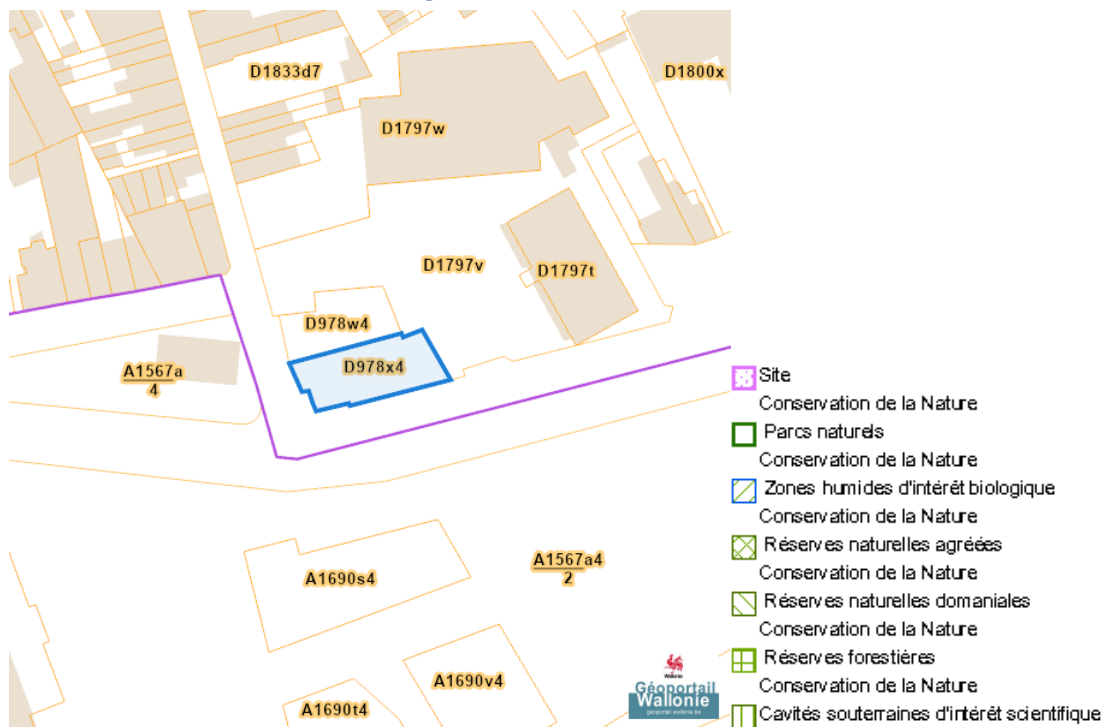 D1833d7
D1800x
D1797w
D1797v
D1797t
D978w4
D978x4
A1567a
4
A1690s4
A1567a4
2
A1690v4
A1690t4
Wallonie
Géoportail
Wallonie
geoportail.wallonie.be
Site
Conservation de la Nature
Parcs naturels
Conservation de la Nature
Zones humides d'intérêt biologique
Conservation de la Nature
Réserves naturelles agréées
Conservation de la Nature
Réserves naturelles domaniales
Conservation de la Nature
Réserves forestières
Conservation de la Nature
Cavités souterraines d'intérêt scientifique